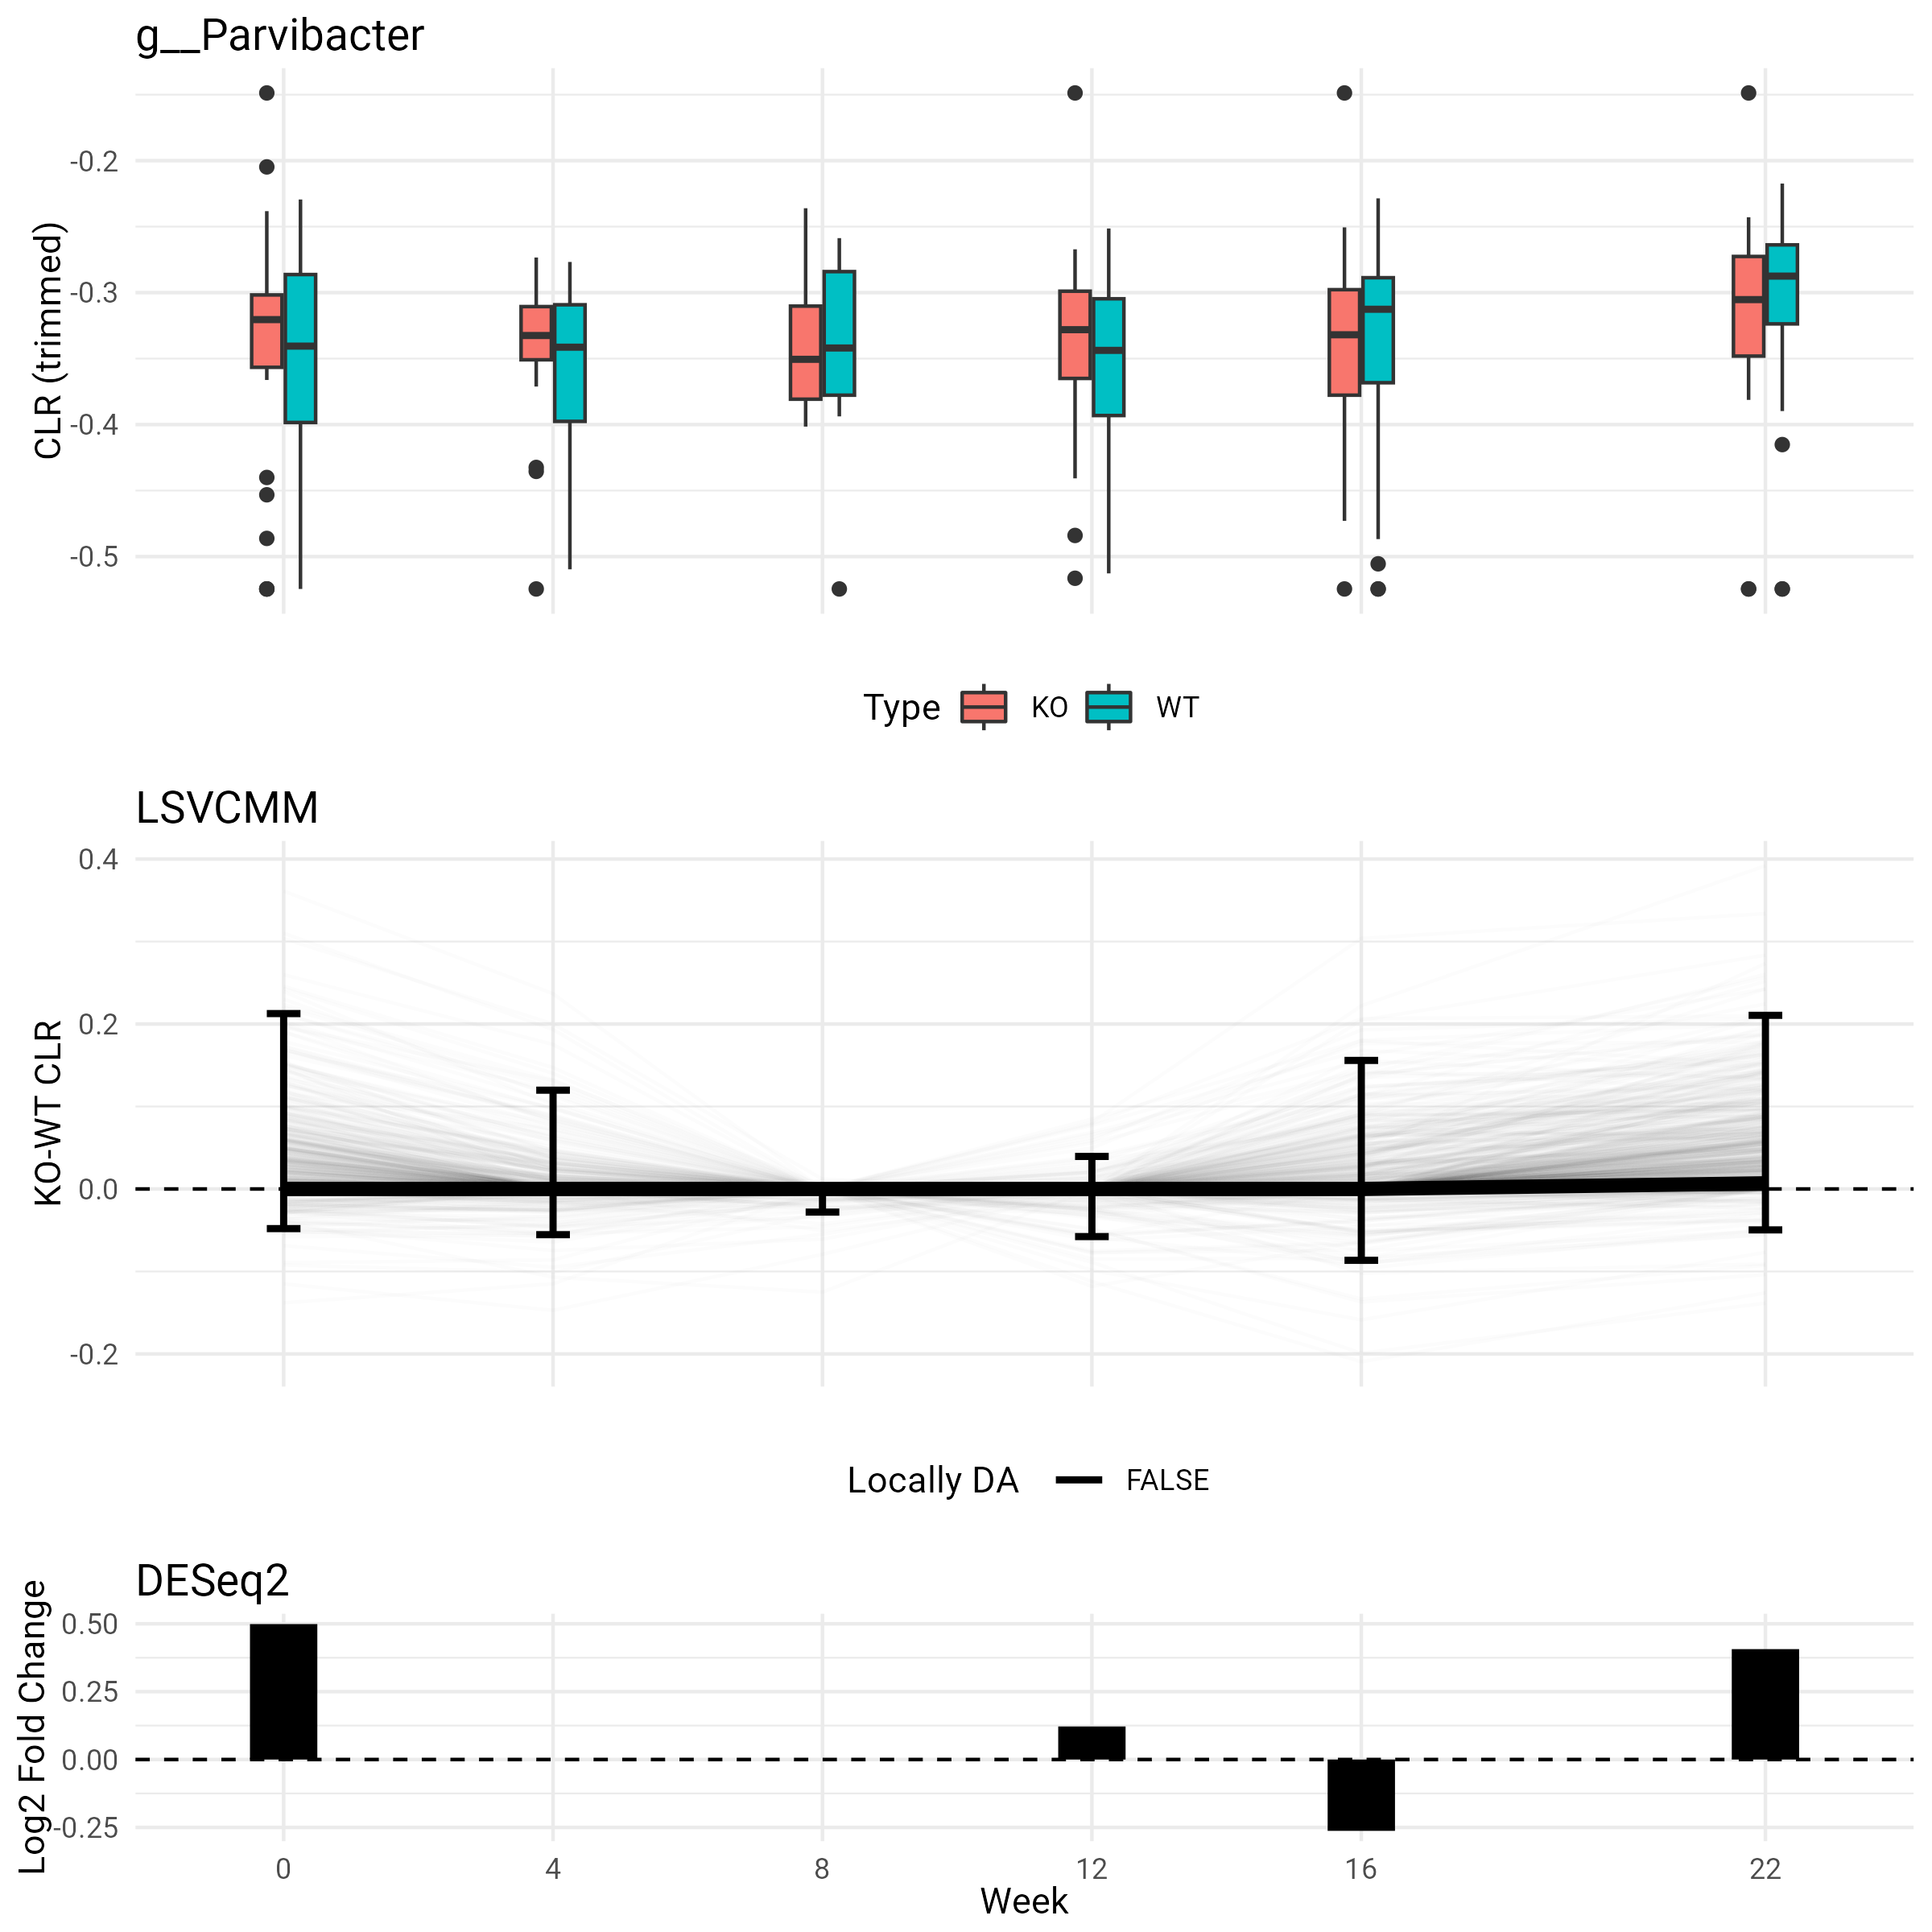 g__Parvibacter
CLR (trimmed)
-0.2
-0.3
-0.4
-0.5
Type KO WT
LSVCMM
KO-WT CLR
0.4
0.2
0.0
-0.2
Locally DA FALSE
DESeq2
Log2 Fold Change
0.50
0.25
0.00
-0.25
0 4 8 12 16 22
Week